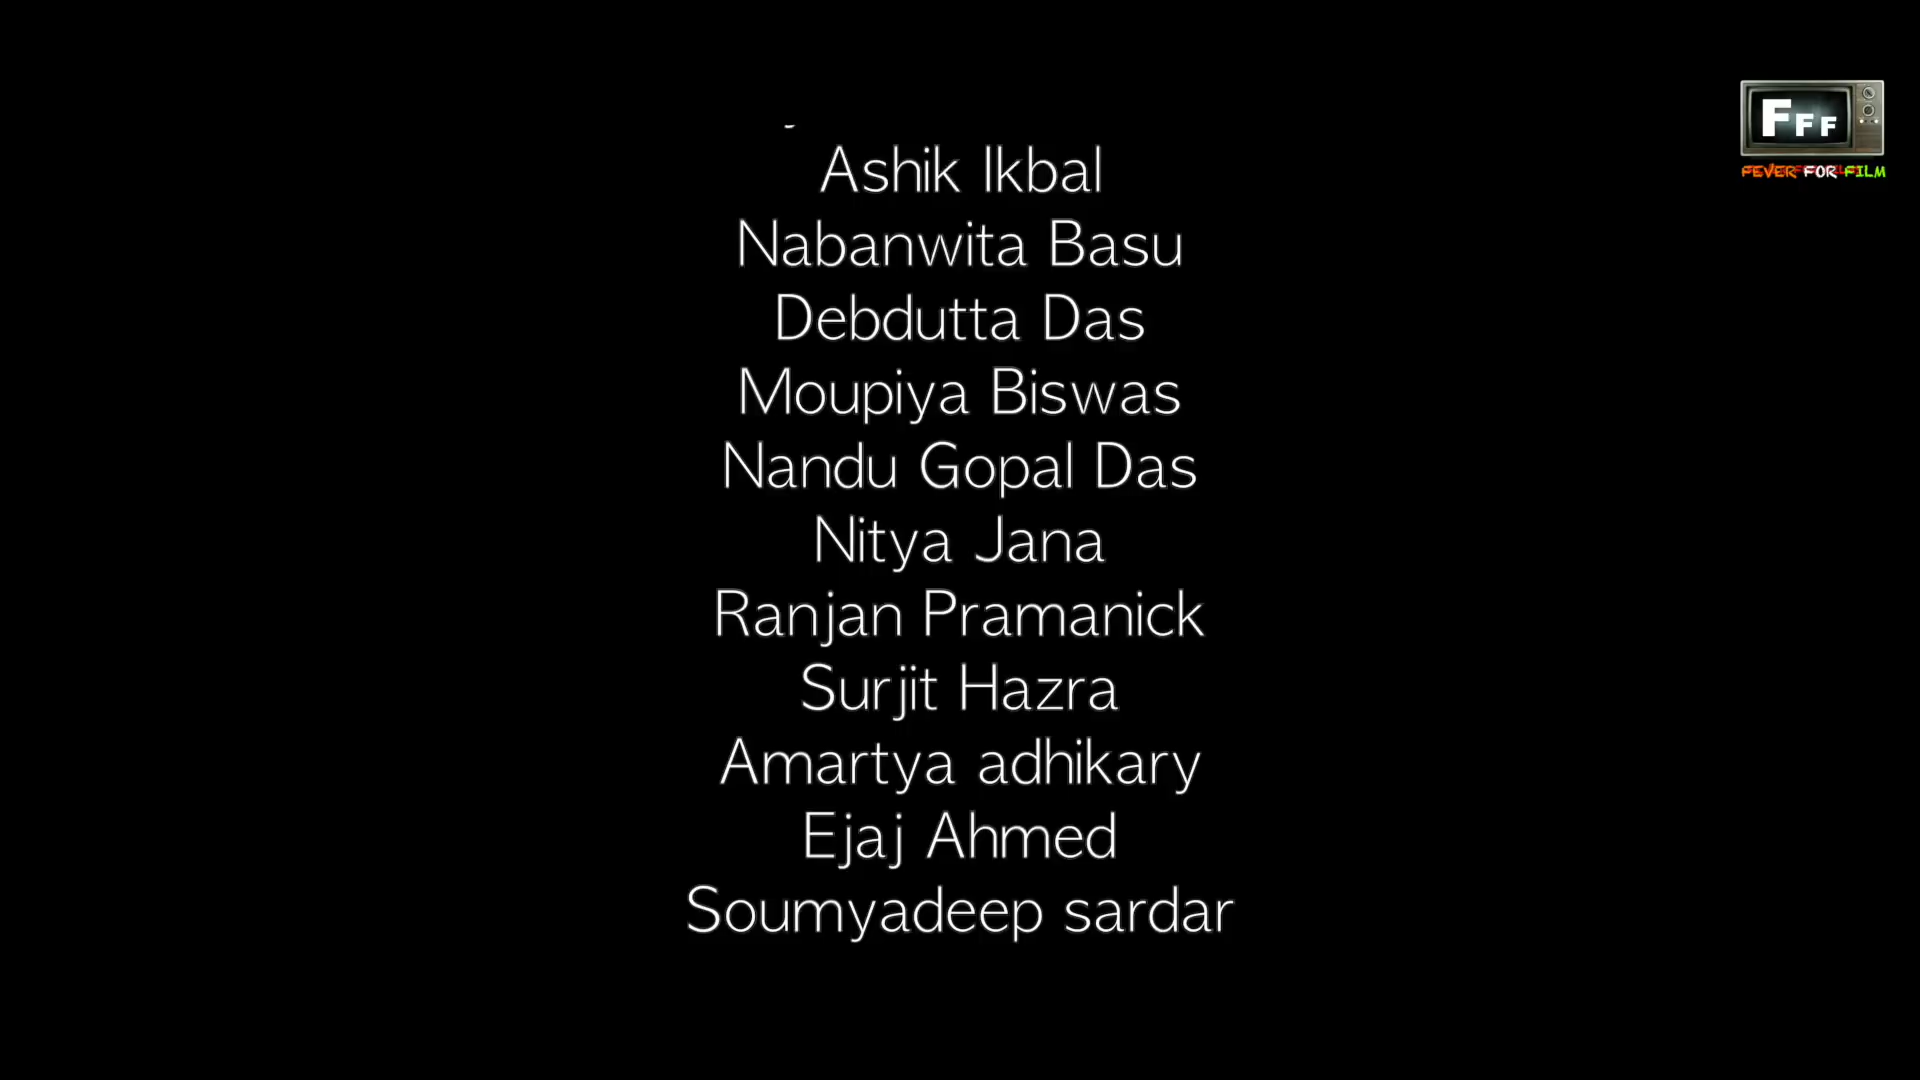 Ashik Ikbal
Nabanwita Basu
Debdutta Das
Moupiya Biswas
Nandu Gopal Das
Nitya Jana
Ranjan Pramanick
Surjit Hazra
Amartya adhikary
Ejaj Ahmed
Soumyadeep sardar
FFF
FEVER FOR FILM